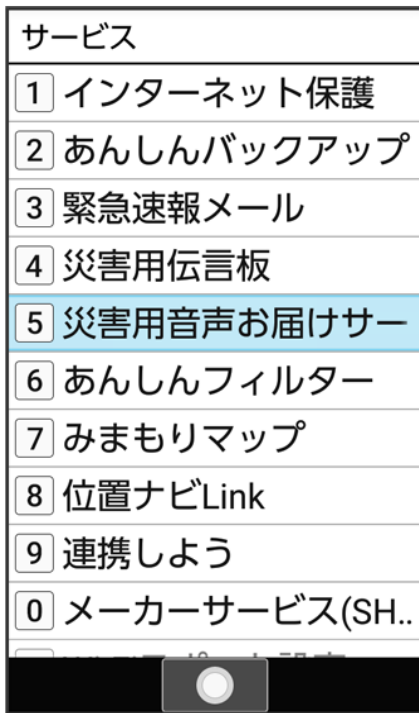 サービス
1 インターネット保護
2 あんしんバックアップ
3 緊急速報メール
4 災害用伝言板
5 災害用音声お届けサー
6 あんしんフィルター
7 みまもりマップ
8 位置ナビLink
9 連携しよう
0 メーカーサービス(SH..